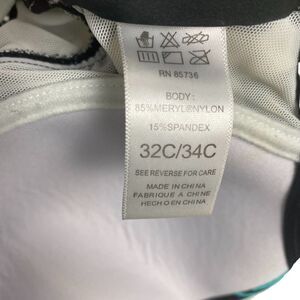 RN 85736
BODY:
85%MERYL®NYLON
15%SPANDEX
32C/34C
SEE REVERSE FOR CARE
MADE IN CHINA
FABRIQUE A CHINE
HECHO EN CHINA